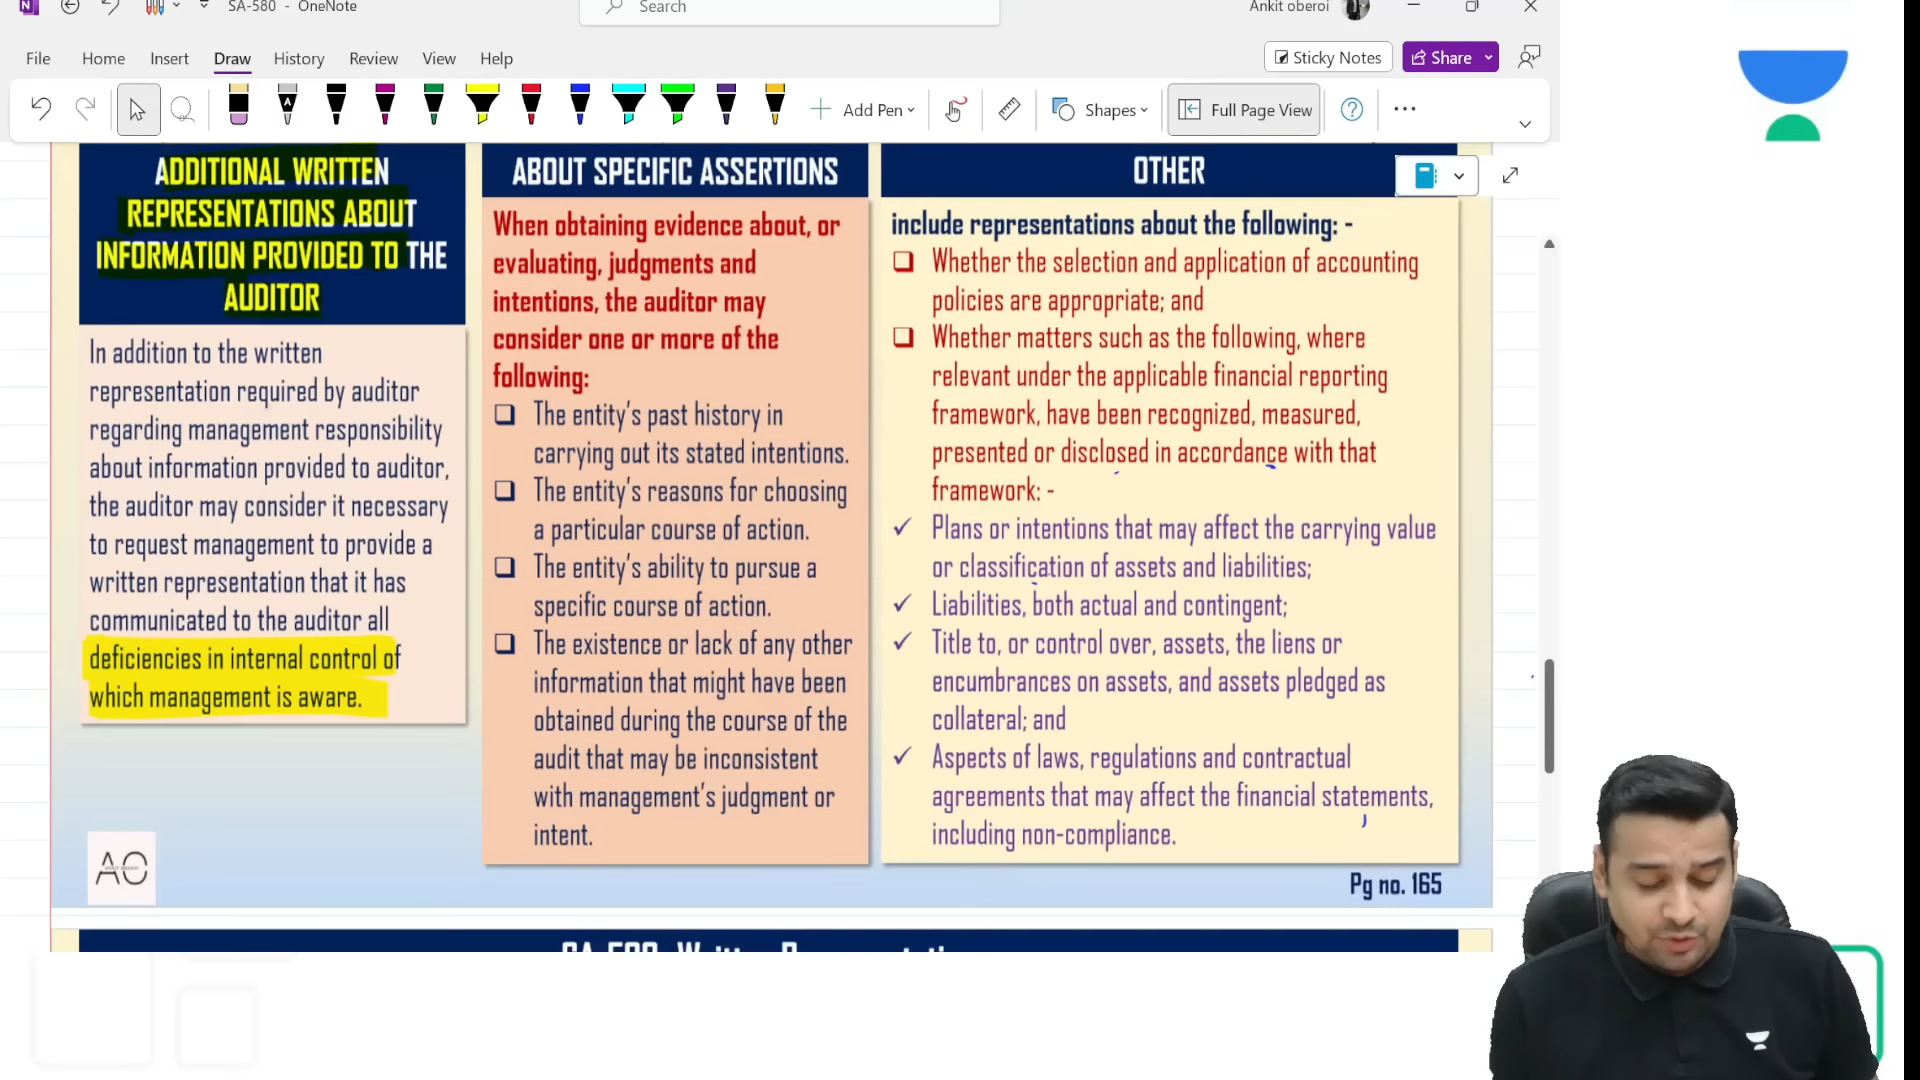 SA-580 - OneNote
Search
Ankit oberoi
File Home Insert Draw History Review View Help
Sticky Notes
Share
Add Pen
Shapes
Full Page View
ADDITIONAL WRITTEN
REPRESENTATIONS ABOUT
INFORMATION PROVIDED TO THE
AUDITOR
In addition to the written
representation required by auditor
regarding management responsibility
about information provided to auditor,
the auditor may consider it necessary
to request management to provide a
written representation that it has
communicated to the auditor all
deficiencies in internal control of
which management is aware.
AO
ABOUT SPECIFIC ASSERTIONS
When obtaining evidence about, or
evaluating, judgments and
intentions, the auditor may
consider one or more of the
following:
The entity's past history in
carrying out its stated intentions.
The entity's reasons for choosing
a particular course of action.
The entity's ability to pursue a
specific course of action.
The existence or lack of any other
information that might have been
obtained during the course of the
audit that may be inconsistent
with management's judgment or
intent.
OTHER
include representations about the following: -
Whether the selection and application of accounting
policies are appropriate; and
Whether matters such as the following, where
relevant under the applicable financial reporting
framework, have been recognized, measured,
presented or disclosed in accordance with that
framework: -
✓ Plans or intentions that may affect the carrying value
or classification of assets and liabilities;
✓ Liabilities, both actual and contingent;
✓ Title to, or control over, assets, the liens or
encumbrances on assets, and assets pledged as
collateral; and
✓ Aspects of laws, regulations and contractual
agreements that may affect the financial statements,
including non-compliance.
Pg no. 165